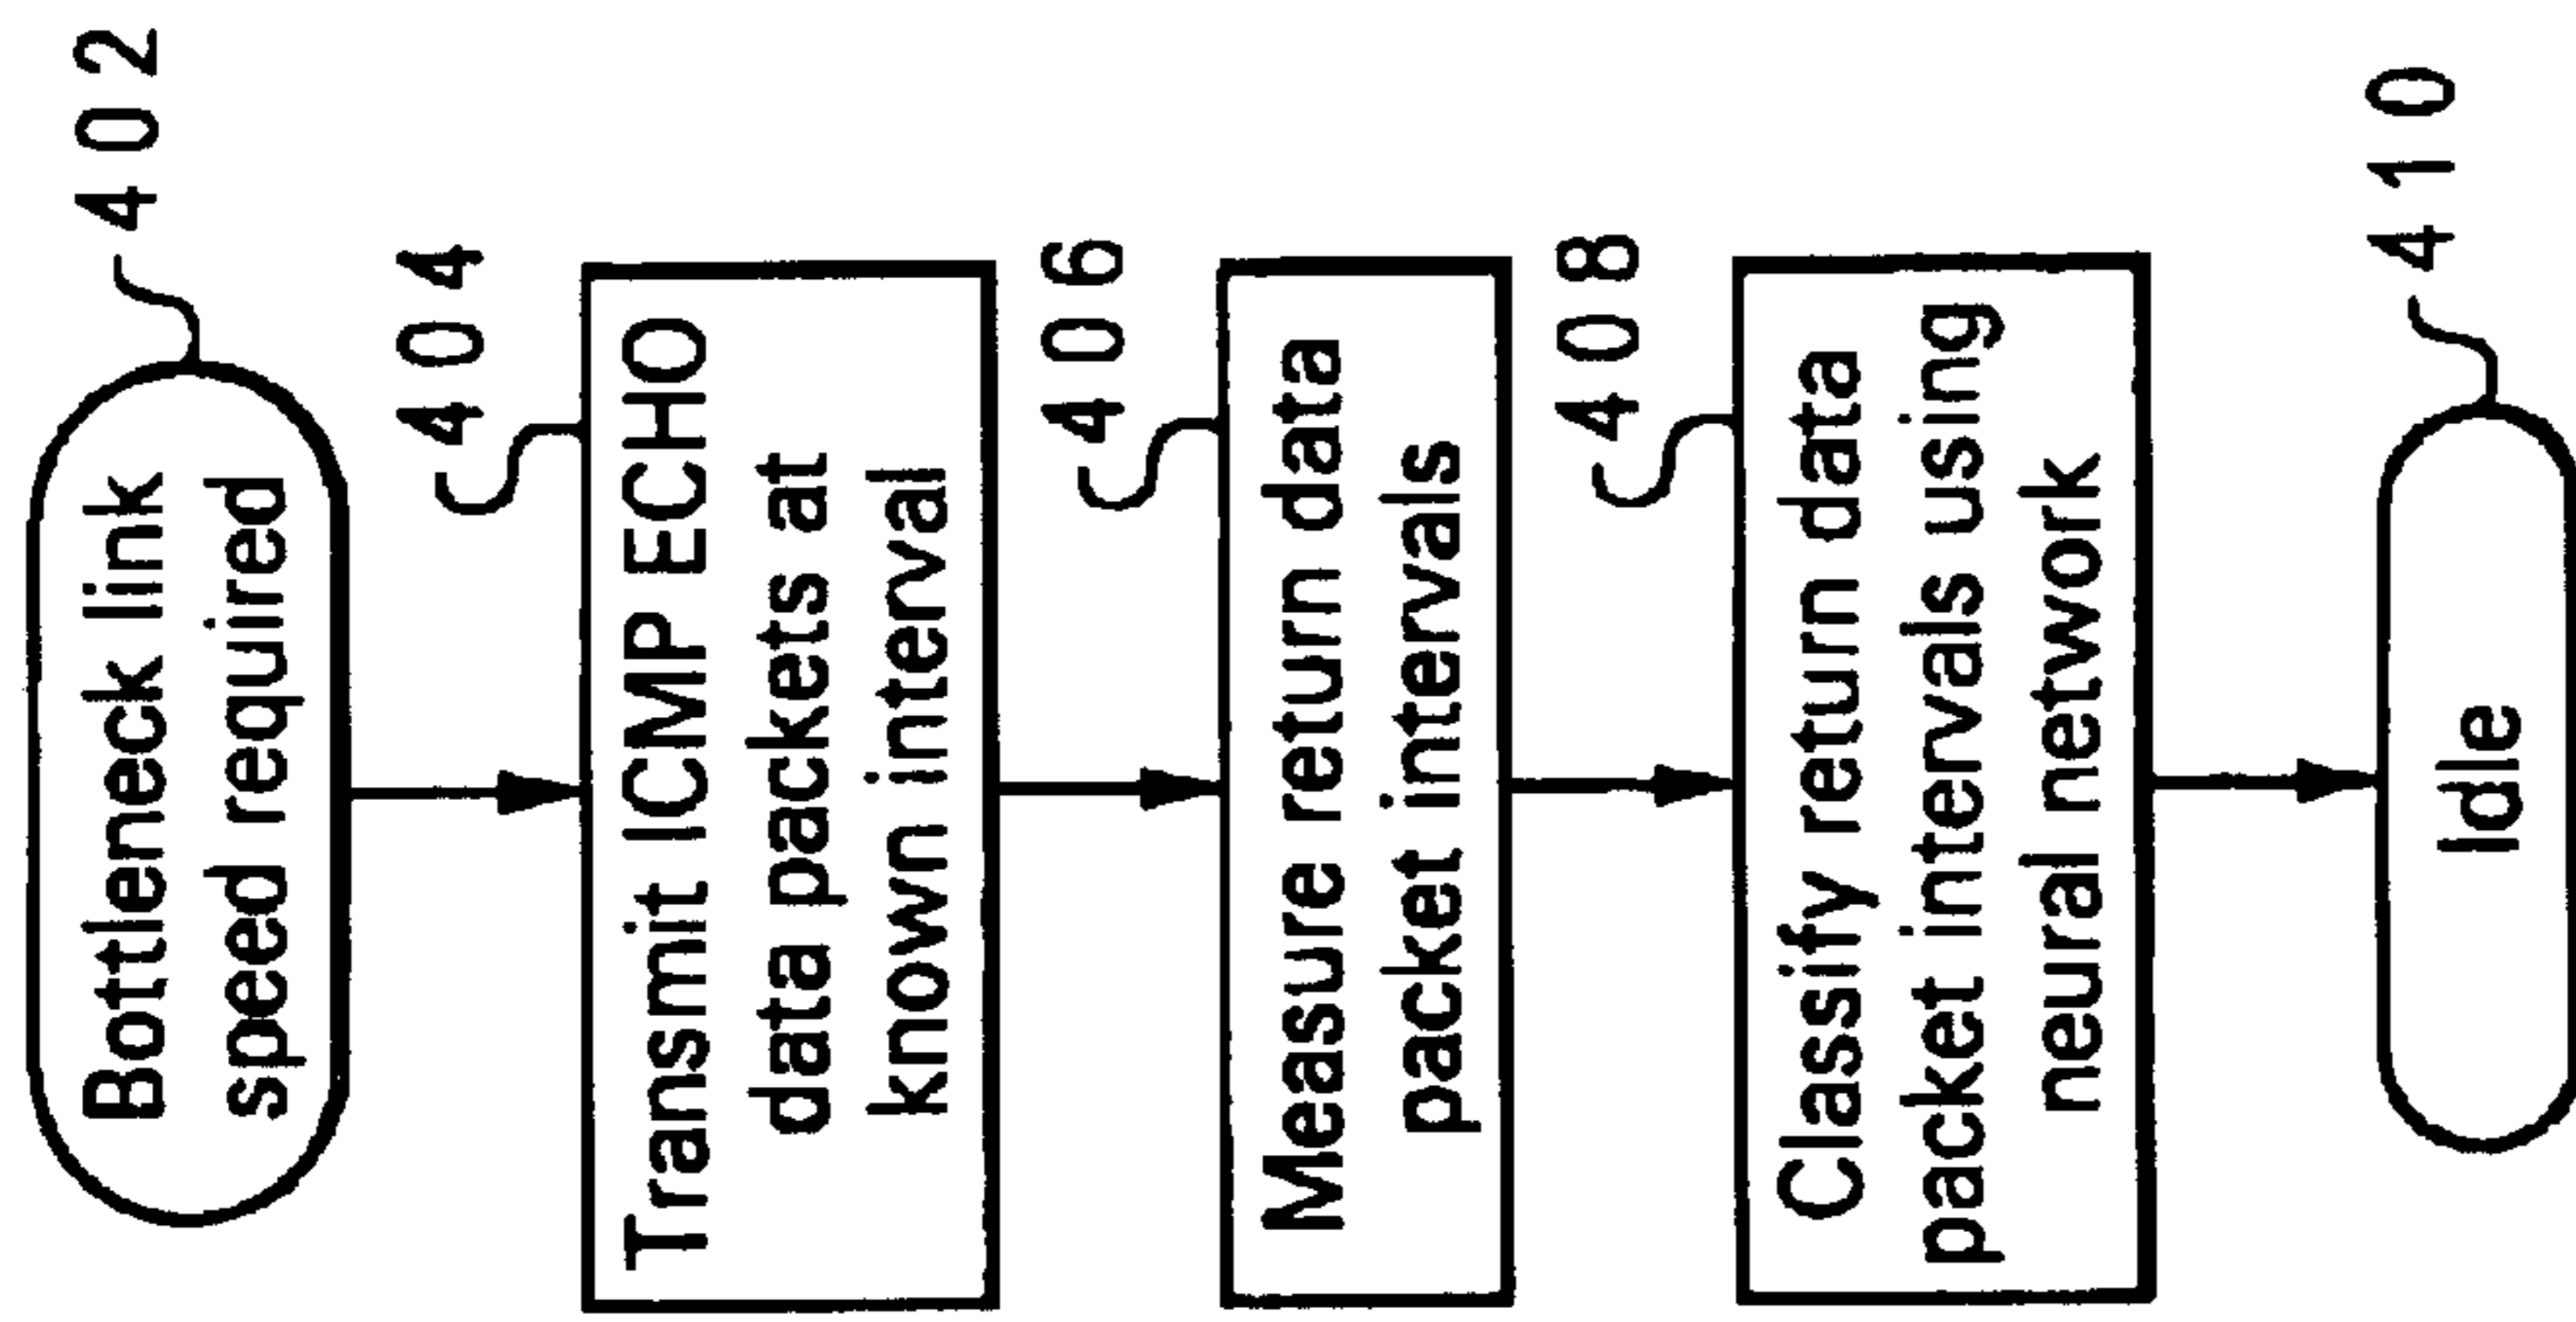 402
Bottleneck link
speed required
404
Transmit ICMP ECHO
data packets at
known interval
406
Measure return data
packet intervals
408
Classify return data
packet intervals using
neural network
410
Idle